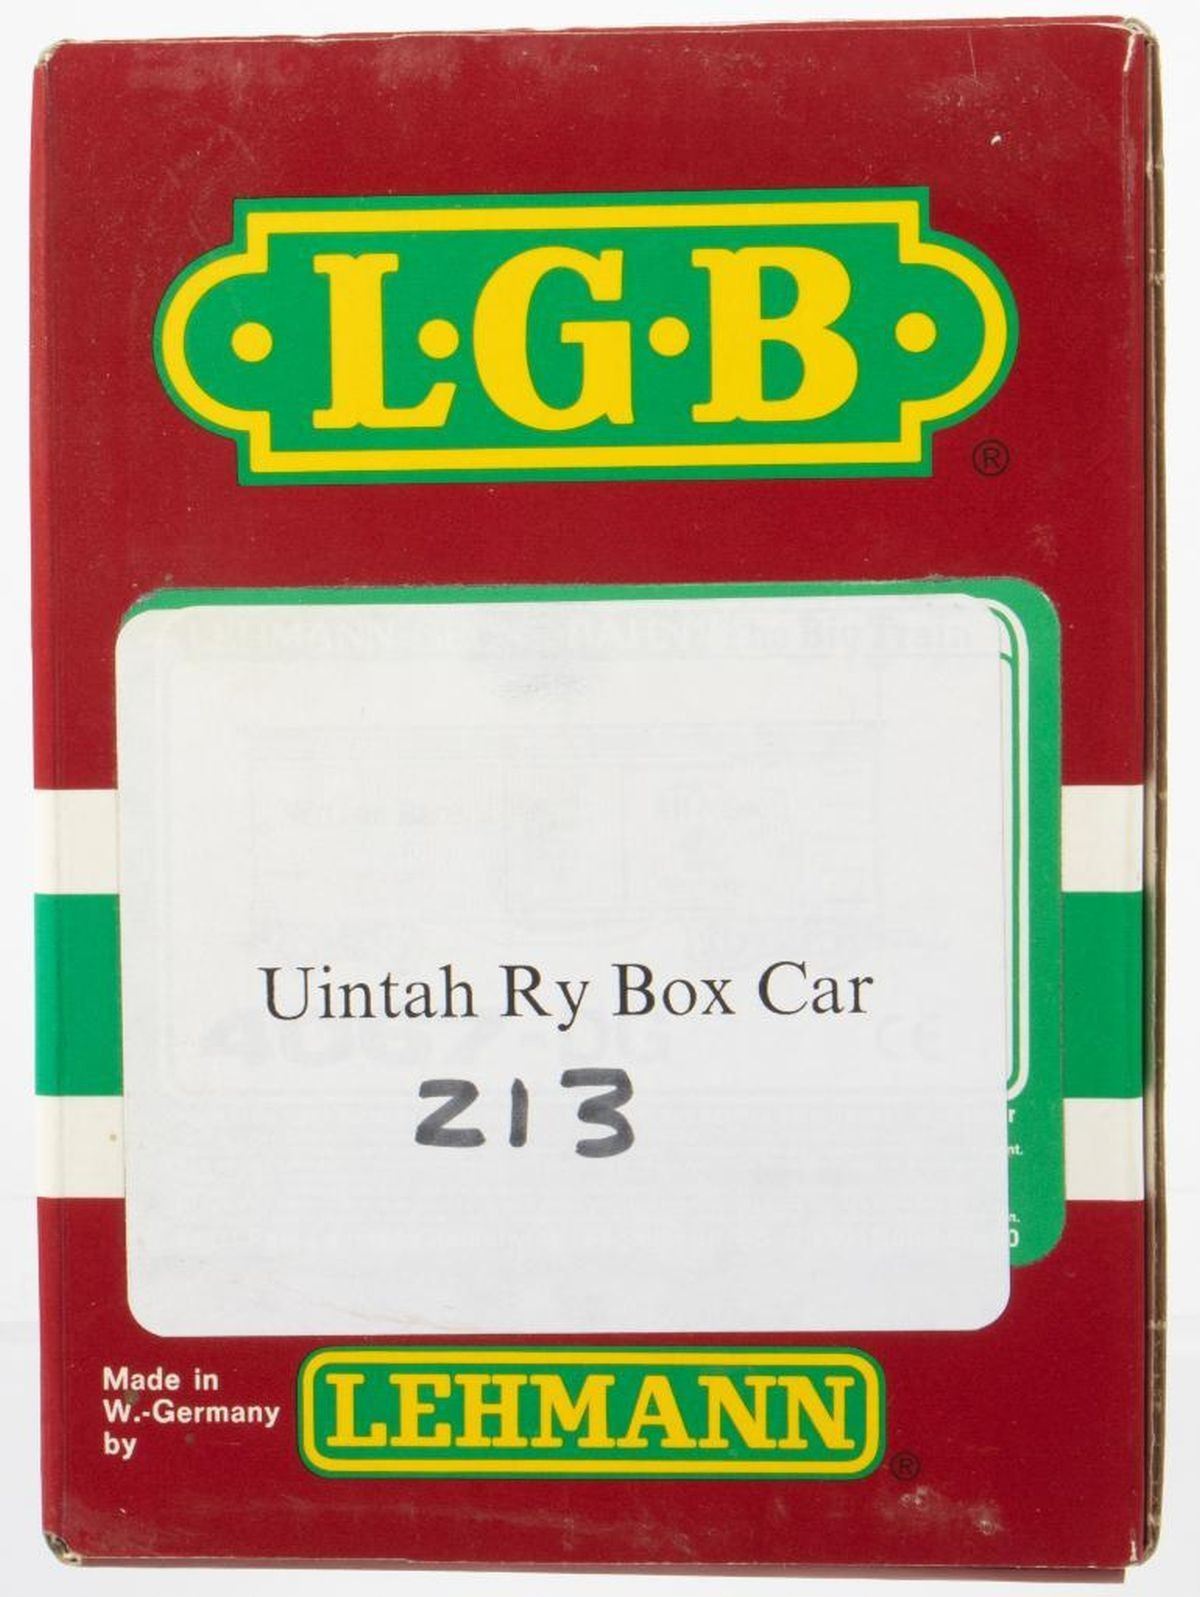 L·G·B
®
Uintah Ry Box Car
213
Made in
W.-Germany
by
LEHMANN
®